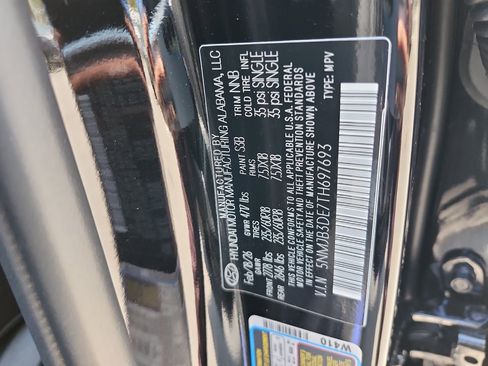 HYUNDAI MOTOR MANUFACTURING ALABAMA, LLC
Feb/26/26 GVWR 4717 lbs PAINT S3B TRIM NNB
GAWR TIRES RIMS COLD TIRE INFL
FRONT 2778 lbs 235/60R18 7.5JX18 35 psi SINGLE
REAR 2646 lbs 235/60R18 7.5JX18 35 psi SINGLE
THIS VEHICLE CONFORMS TO ALL APPLICABLE U.S.A. FEDERAL
MOTOR VEHICLE SAFETY AND THEFT PREVENTION STANDARDS
IN EFFECT ON THE DATE OF MANUFACTURE SHOWN ABOVE.
V.I.N 5NMJB3DE7TH697693 TYPE: MPV
W410